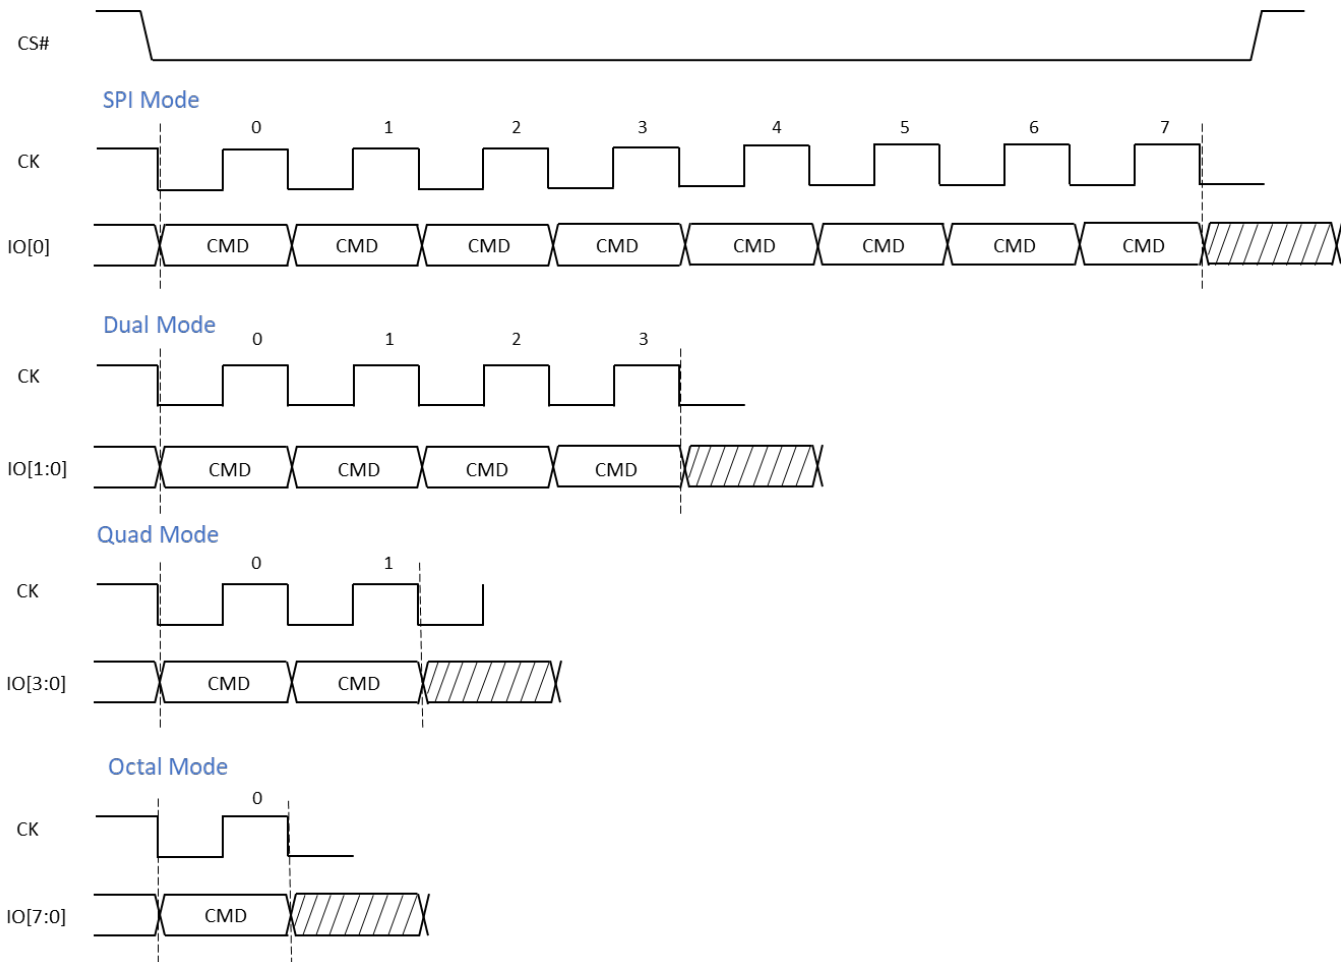 CS#
SPI Mode
0 1 2 3 4 5 6 7
CK
IO[0] CMD CMD CMD CMD CMD CMD CMD CMD
Dual Mode
0 1 2 3
CK
IO[1:0] CMD CMD CMD CMD
Quad Mode
0 1
CK
IO[3:0] CMD CMD
Octal Mode
0
CK
IO[7:0] CMD